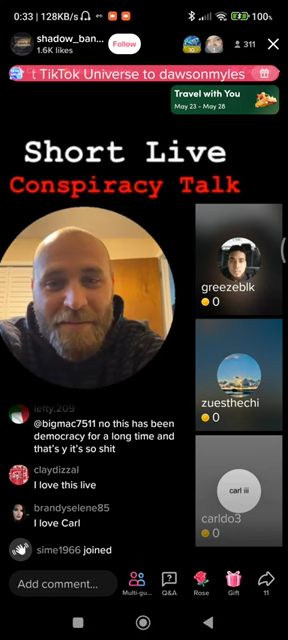 0:33 | 128KB/s
100%
shadow_ban...
1.6K likes
Follow
10
311
t TikTok Universe to dawsonmyles
Travel with You
May 23 - May 28
Short Live
Conspiracy Talk
greezeblk
0
zuesthechi
0
carl iii
carldo3
0
lefty.209
@bigmac7511 no this has been
democracy for a long time and
that's y it's so shit
claydizzal
I love this live
brandyselene85
I love Carl
sime1966 joined
Add comment...
Multi-gu...
Q&A
Rose
Gift
11